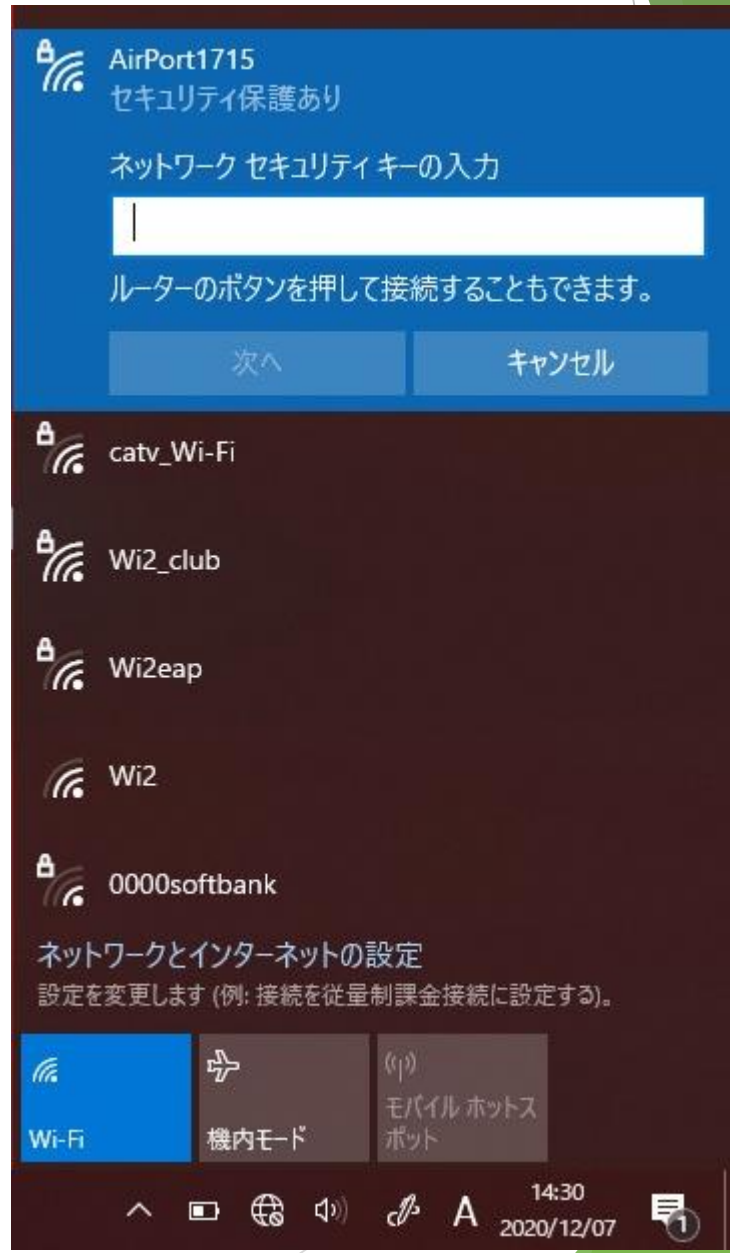 AirPort1715
セキュリティ保護あり
ネットワーク セキュリティ キーの入力
ルーターのボタンを押して接続することもできます。
次へ
キャンセル
catv_Wi-Fi
Wi2_club
Wi2eap
Wi2
0000softbank
ネットワークとインターネットの設定
設定を変更します (例: 接続を従量制課金接続に設定する)。
Wi-Fi
機内モード
モバイル ホットス
ポット
A
14:30
2020/12/07
1